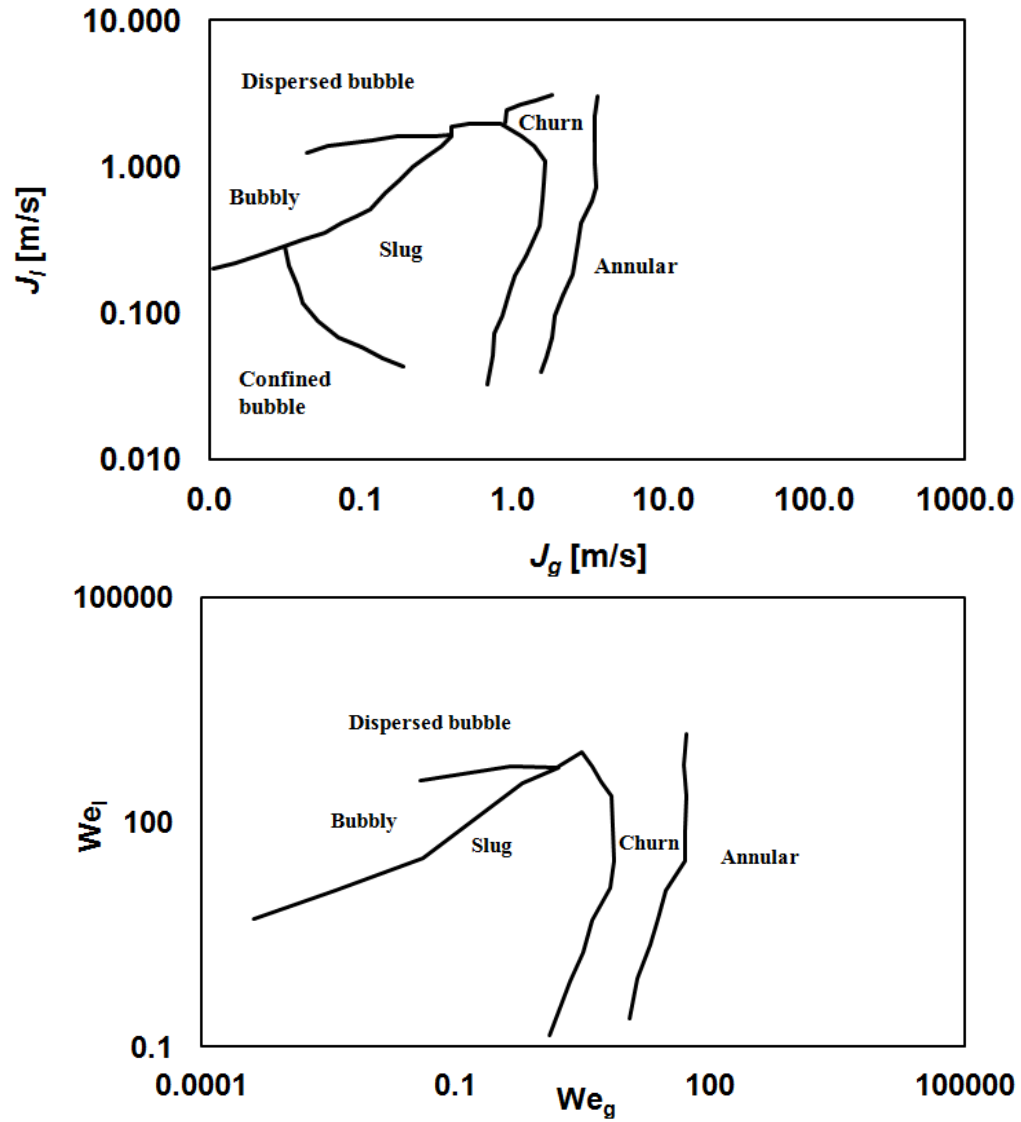 10.000
Dispersed bubble
Churn
1.000
Bubbly
Slug
Annular
J_l [m/s]
0.100
Confined
bubble
0.010
0.0 0.1 1.0 10.0 100.0 1000.0
J_g [m/s]
100000
Dispersed bubble
We_l
100
Bubbly
Slug
Churn
Annular
0.1
0.0001 0.1 100 100000
We_g